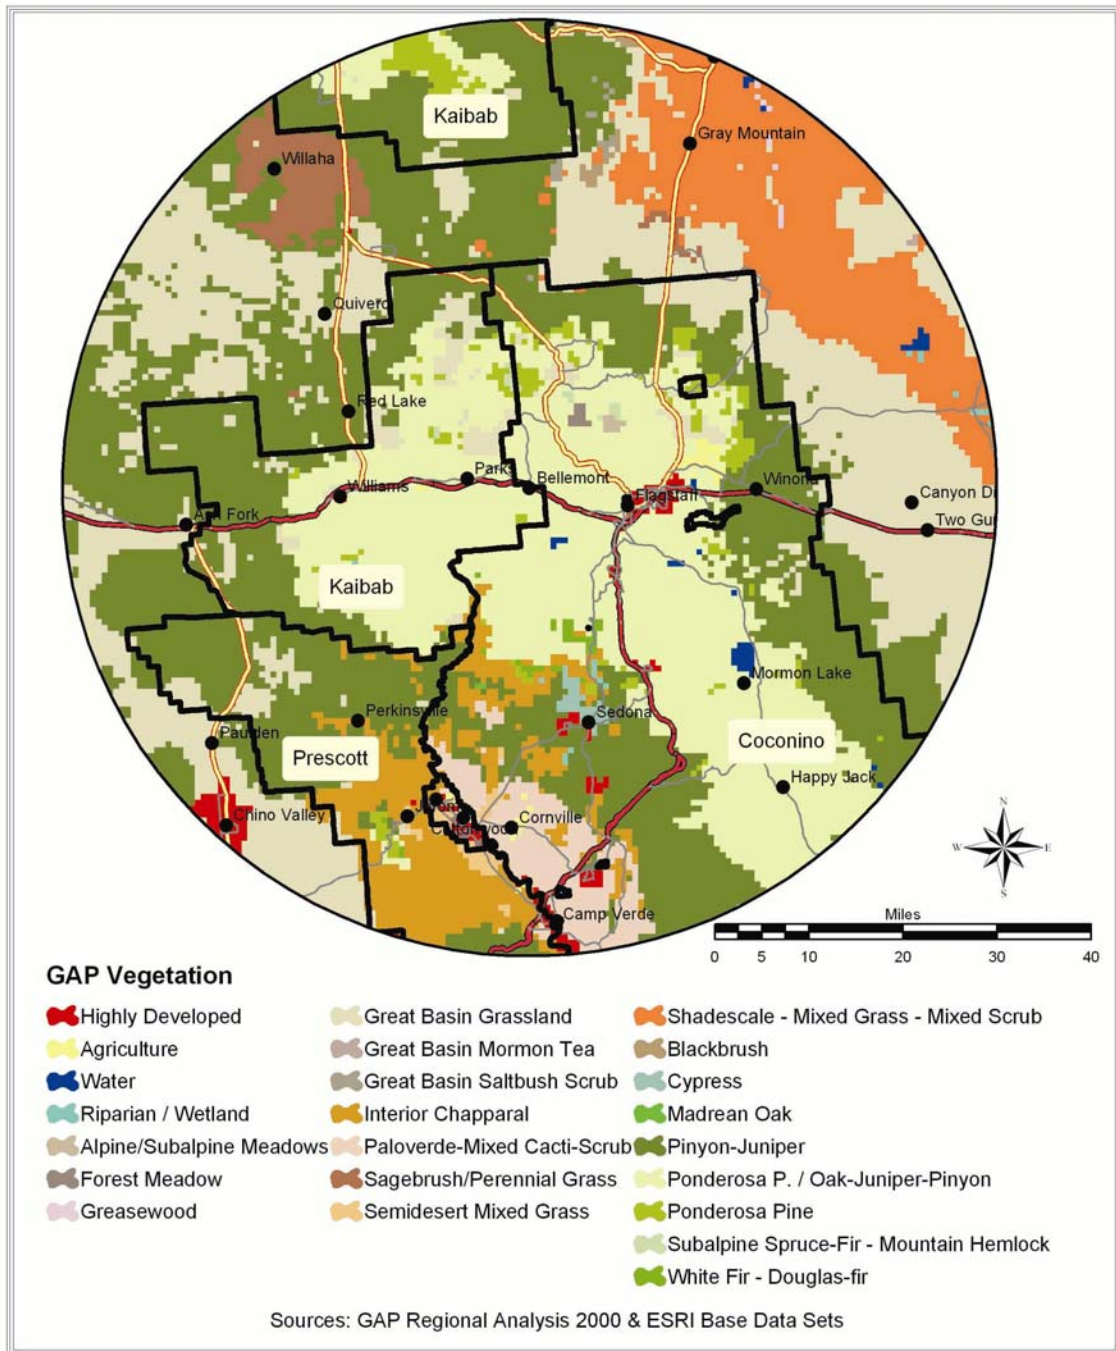 Kaibab
Gray Mountain
Willaha
Quivero
Red Lake
Parks
Bellemont
Williams
Flagstaff
Winona
Canyon Di
Two Gu
Ash Fork
Kaibab
Mormon Lake
Perkinsville
Sedona
Paulden
Prescott
Coconino
Happy Jack
Chino Valley
Cornville
Camp Verde
N
W
E
S
Miles
0 5 10 20 30 40
GAP Vegetation
Highly Developed
Agriculture
Water
Riparian / Wetland
Alpine/Subalpine Meadows
Forest Meadow
Greasewood
Great Basin Grassland
Great Basin Mormon Tea
Great Basin Saltbush Scrub
Interior Chapparal
Paloverde-Mixed Cacti-Scrub
Sagebrush/Perennial Grass
Semidesert Mixed Grass
Shadescale - Mixed Grass - Mixed Scrub
Blackbrush
Cypress
Madrean Oak
Pinyon-Juniper
Ponderosa P. / Oak-Juniper-Pinyon
Ponderosa Pine
Subalpine Spruce-Fir - Mountain Hemlock
White Fir - Douglas-fir
Sources: GAP Regional Analysis 2000 & ESRI Base Data Sets